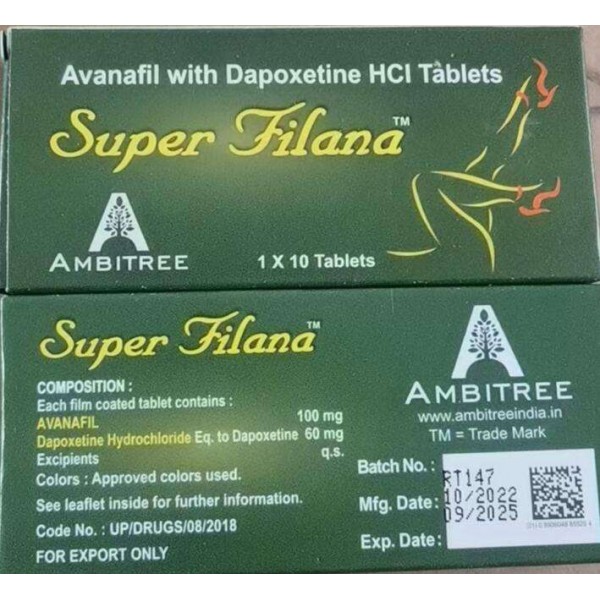 Avanafil with Dapoxetine HCl Tablets
Super Filana™
AMBITREE
1 X 10 Tablets
Super Filana™
COMPOSITION :
Each film coated tablet contains :
AVANAFIL 100 mg
Dapoxetine Hydrochloride Eq. to Dapoxetine 60 mg
Excipients q.s.
Colors : Approved colors used.
See leaflet inside for further information.
Code No. : UP/DRUGS/08/2018
FOR EXPORT ONLY
AMBITREE
www.ambitreeindia.in
TM = Trade Mark
Batch No. : RT147
Mfg. Date: 10/2022
Exp. Date: 09/2025